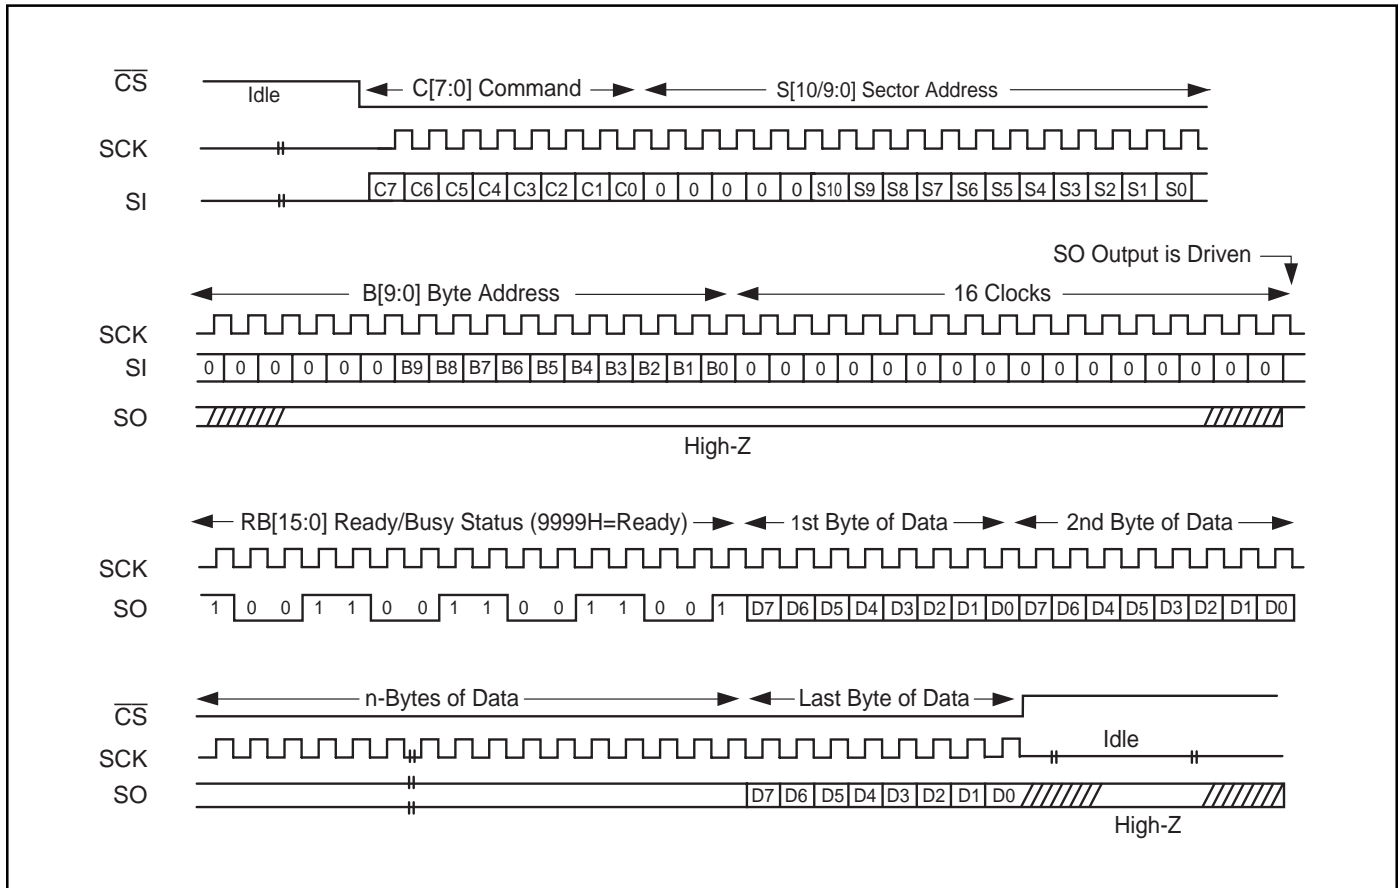 CS
Idle
C[7:0] Command
S[10/9:0] Sector Address
SCK
SI
C7 C6 C5 C4 C3 C2 C1 C0 0 0 0 0 0 S10 S9 S8 S7 S6 S5 S4 S3 S2 S1 S0
SO Output is Driven
B[9:0] Byte Address
16 Clocks
SCK
SI
0 0 0 0 0 0 B9 B8 B7 B6 B5 B4 B3 B2 B1 B0 0 0 0 0 0 0 0 0 0 0 0 0 0 0 0 0
SO
High-Z
RB[15:0] Ready/Busy Status (9999H=Ready)
1st Byte of Data
2nd Byte of Data
SCK
SO
1 0 0 1 1 0 0 1 1 0 0 1 1 0 0 1 D7 D6 D5 D4 D3 D2 D1 D0 D7 D6 D4 D5 D3 D2 D1 D0
n-Bytes of Data
Last Byte of Data
CS
SCK
Idle
SO
D7 D6 D5 D4 D3 D2 D1 D0
High-Z